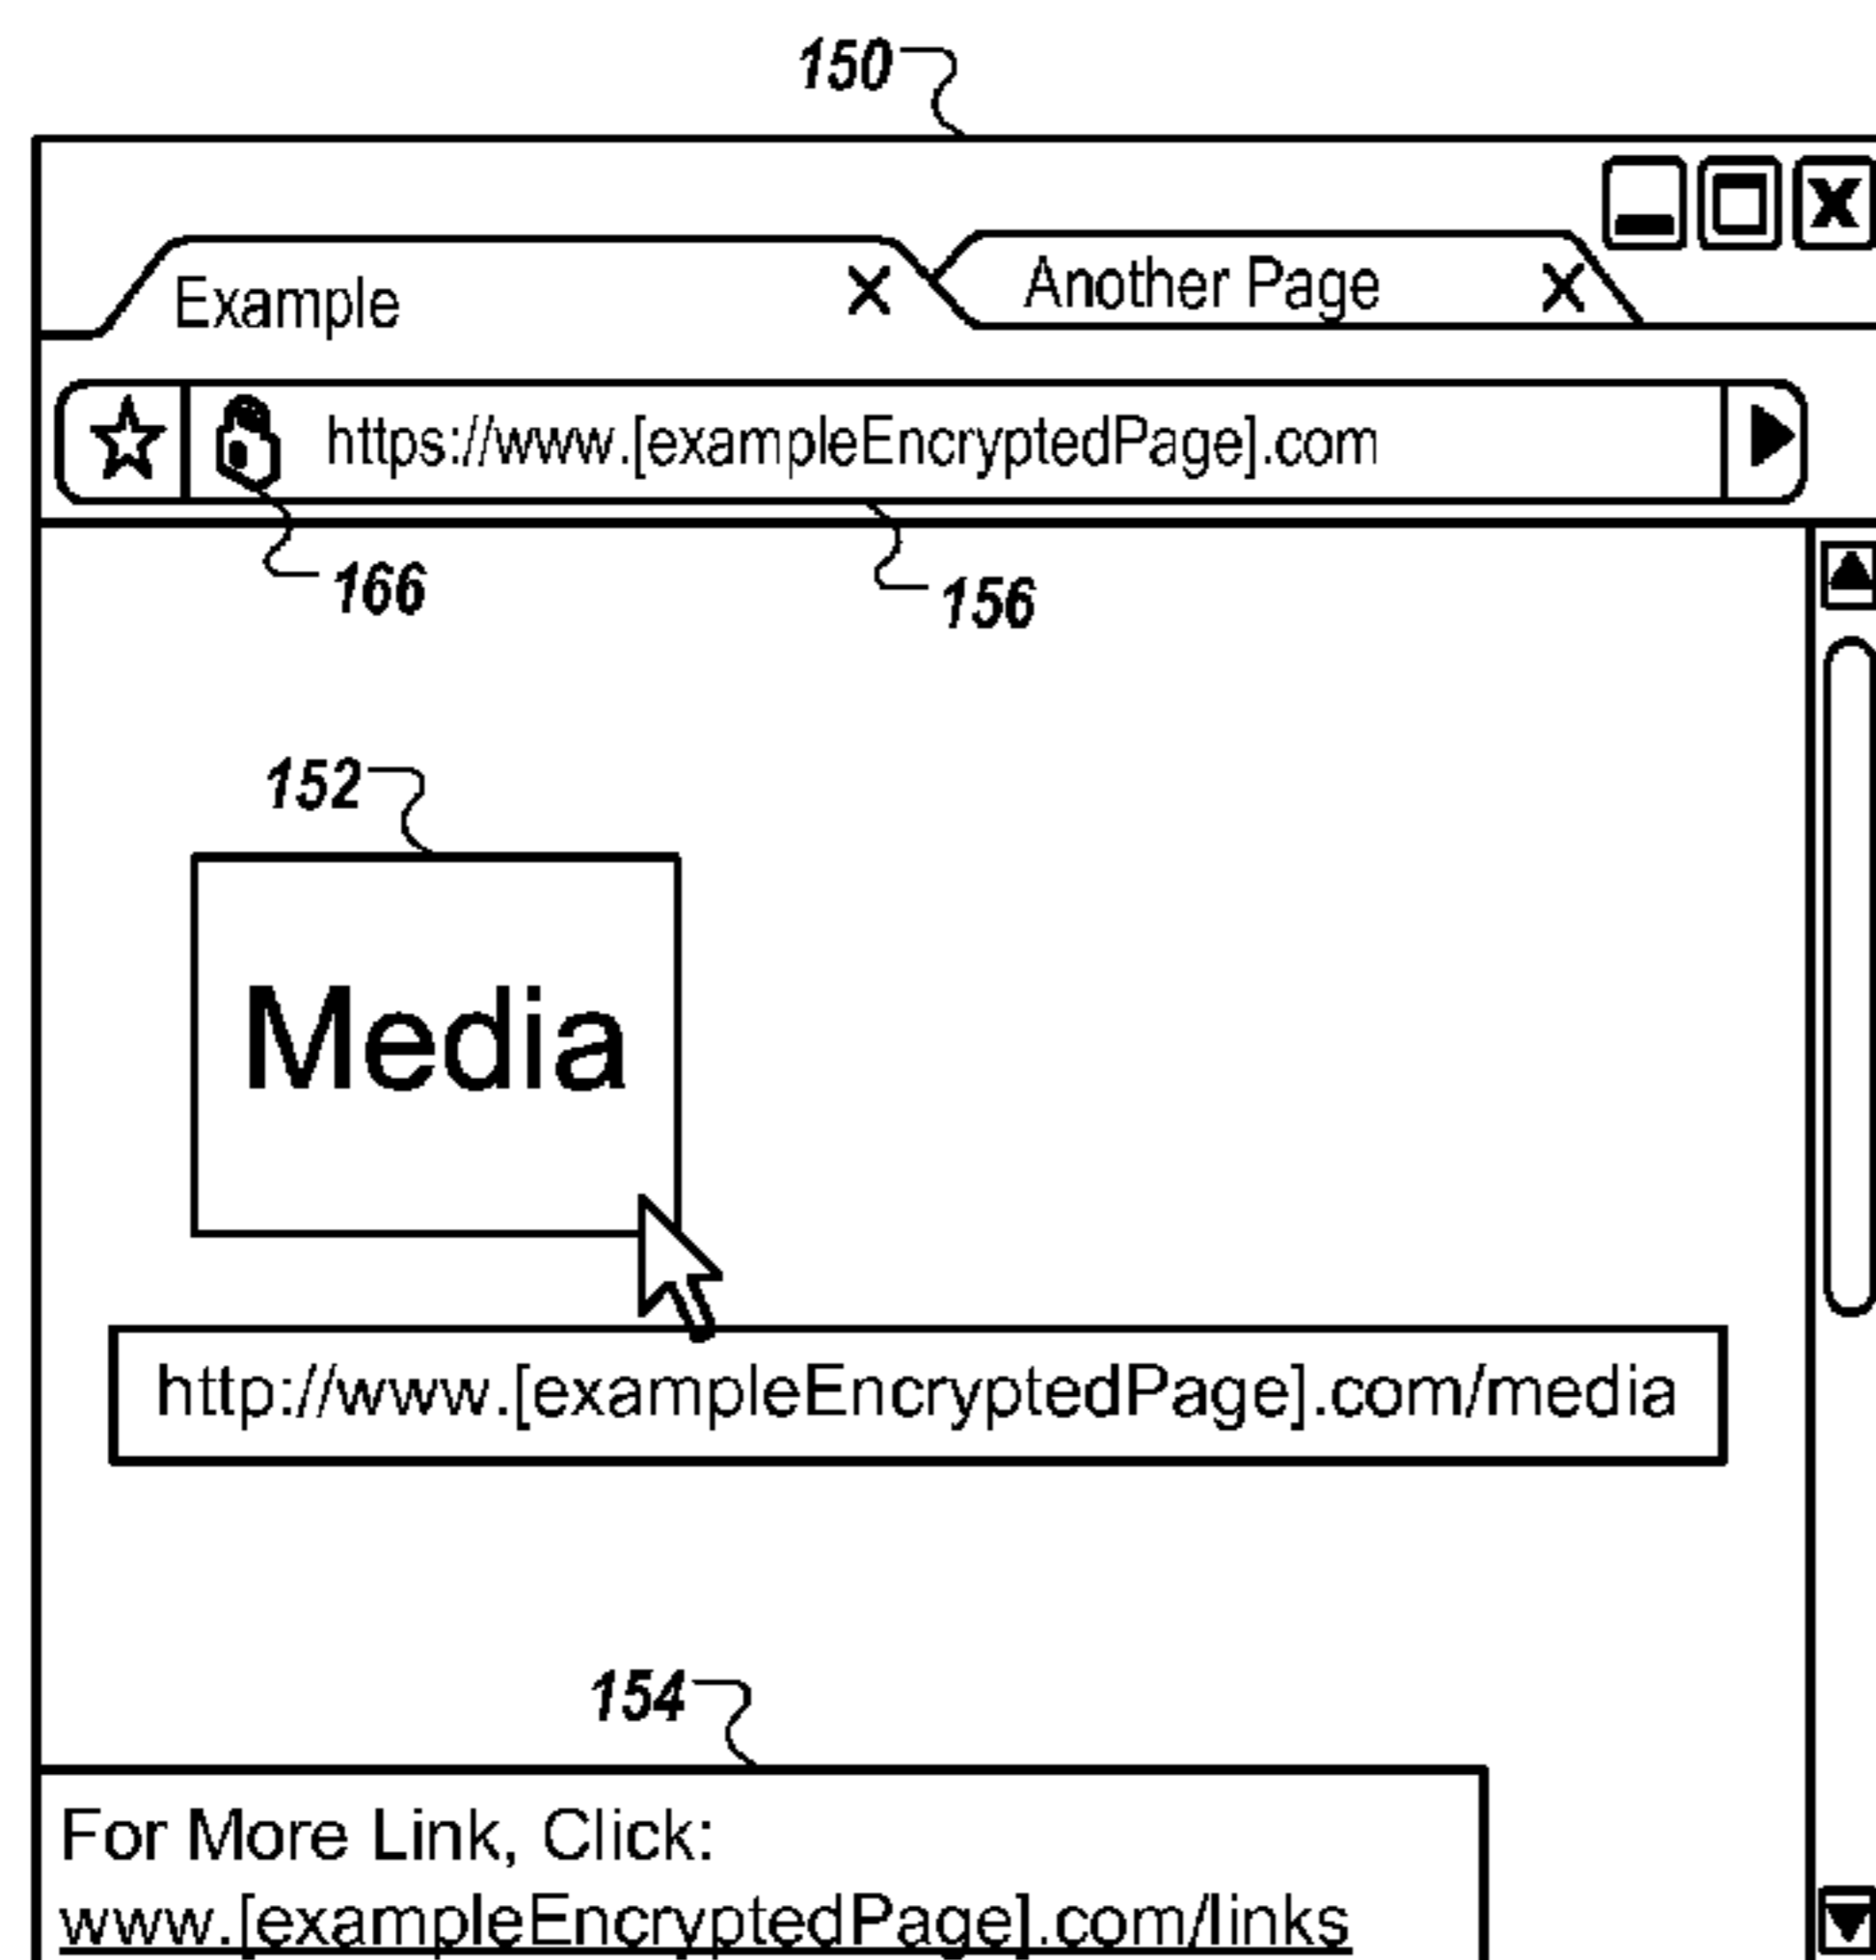 150
Example
Another Page
https://www.[exampleEncryptedPage].com
166
156
152
Media
http://www.[exampleEncryptedPage].com/media
154
For More Link, Click:
www.[exampleEncryptedPage].com/links